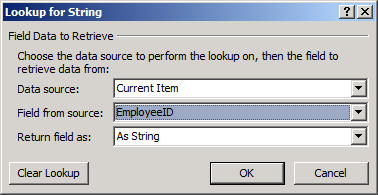 Lookup for String
Field Data to Retrieve
Choose the data source to perform the lookup on, then the field to
retrieve data from:
Data source: Current Item
Field from source: EmployeeID
Return field as: As String
Clear Lookup OK Cancel